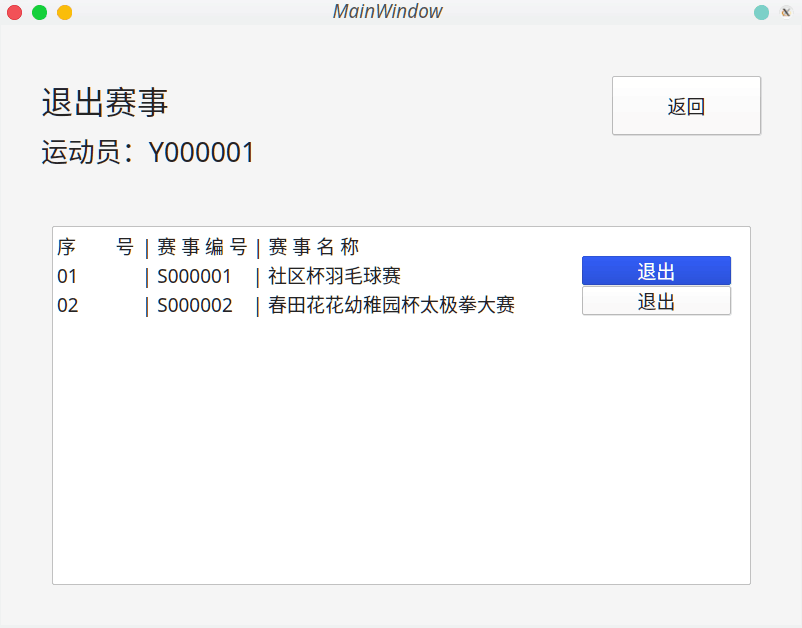 MainWindow
退出赛事
返回
运动员：Y000001
序 号 | 赛 事 编 号 | 赛 事 名 称
01 | S000001 | 社区杯羽毛球赛 退出
02 | S000002 | 春田花花幼稚园杯太极拳大赛 退出